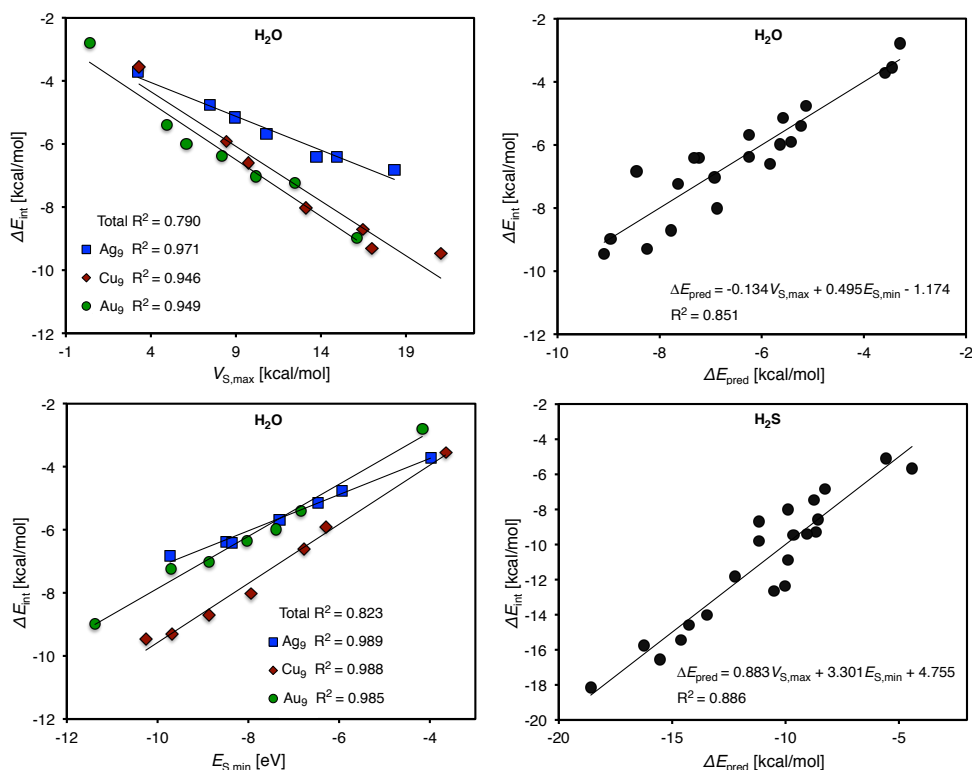 H2O
-2
-4
-6
-8
-10
-12
ΔEint [kcal/mol]
Total R2 = 0.790
Ag9 R2 = 0.971
Cu9 R2 = 0.946
Au9 R2 = 0.949
-1 4 9 14 19
VS,max [kcal/mol]
H2O
-2
-4
-6
-8
-10
-12
ΔEint [kcal/mol]
ΔEpred = -0.134VS,max + 0.495ES,min - 1.174
R2 = 0.851
-10 -8 -6 -4 -2
ΔEpred [kcal/mol]
H2O
-2
-4
-6
-8
-10
-12
ΔEint [kcal/mol]
Total R2 = 0.823
Ag9 R2 = 0.989
Cu9 R2 = 0.988
Au9 R2 = 0.985
-12 -10 -8 -6 -4
ES,min [eV]
H2S
-2
-4
-6
-8
-10
-12
-14
-16
-18
-20
ΔEint [kcal/mol]
ΔEpred = 0.883VS,max + 3.301ES,min + 4.755
R2 = 0.886
-20 -15 -10 -5
ΔEpred [kcal/mol]